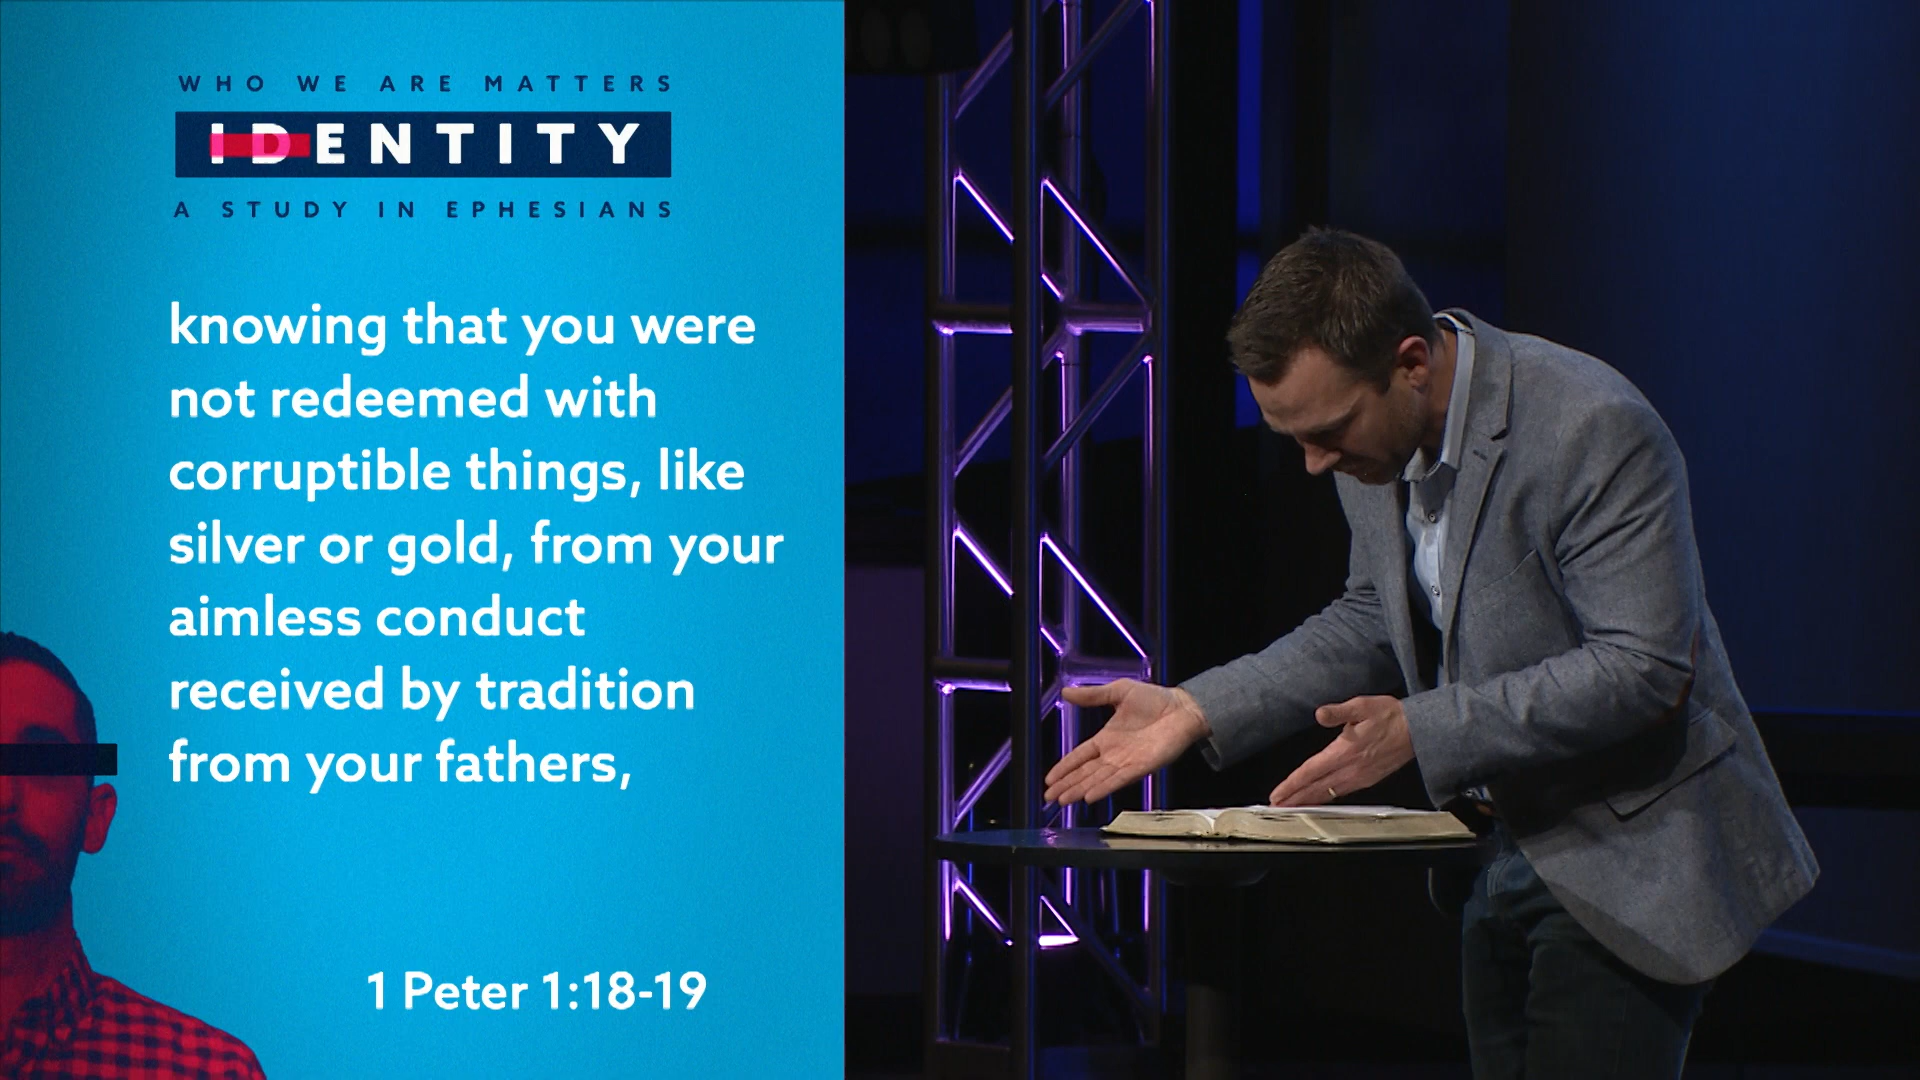 WHO WE ARE MATTERS
IDENTITY
A STUDY IN EPHESIANS
knowing that you were
not redeemed with
corruptible things, like
silver or gold, from your
aimless conduct
received by tradition
from your fathers,
1 Peter 1:18-19